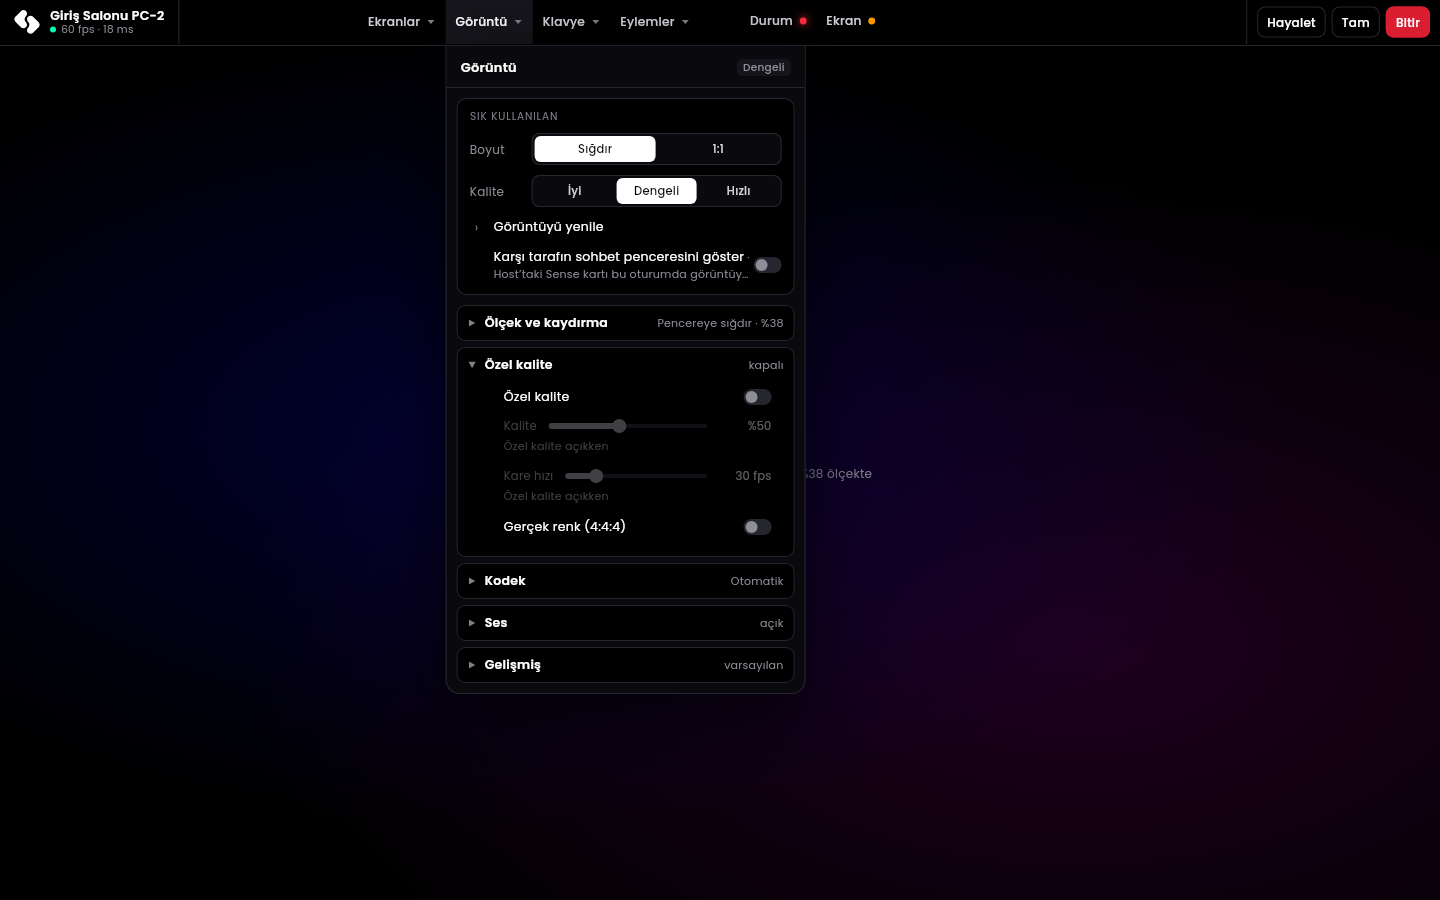 Giriş Salonu PC-2
60 fps · 18 ms
Ekranlar
Görüntü
Klavye
Eylemler
Durum
Ekran
Hayalet
Tam
Bitir
Görüntü
Dengeli
SIK KULLANILAN
Boyut
Sığdır
1:1
Kalite
İyi
Dengeli
Hızlı
Görüntüyü yenile
Karşı tarafın sohbet penceresini göster ·
Host'taki Sense kartı bu oturumda görüntüy…
Ölçek ve kaydırma
Pencereye sığdır · %38
Özel kalite
kapalı
Özel kalite
Kalite
%50
Özel kalite açıkken
Kare hızı
30 fps
Özel kalite açıkken
%38 ölçekte
Gerçek renk (4:4:4)
Kodek
Otomatik
Ses
açık
Gelişmiş
varsayılan